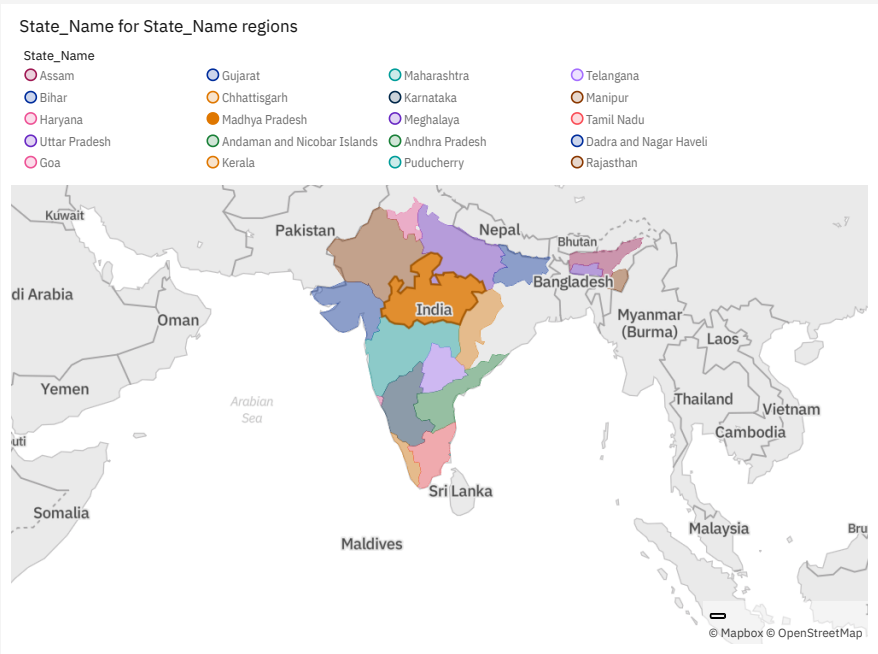 State_Name for State_Name regions
State_Name
Assam Gujarat Maharashtra Telangana
Bihar Chhattisgarh Karnataka Manipur
Haryana Madhya Pradesh Meghalaya Tamil Nadu
Uttar Pradesh Andaman and Nicobar Islands Andhra Pradesh Dadra and Nagar Haveli
Goa Kerala Puducherry Rajasthan
Kuwait
Pakistan
Nepal
Bhutan
Bangladesh
di Arabia
India
Oman
Myanmar
(Burma)
Laos
Yemen
Arabian
Sea
Thailand
Vietnam
Cambodia
uti
Sri Lanka
Somalia
Malaysia
Bru
Maldives
© Mapbox © OpenStreetMap